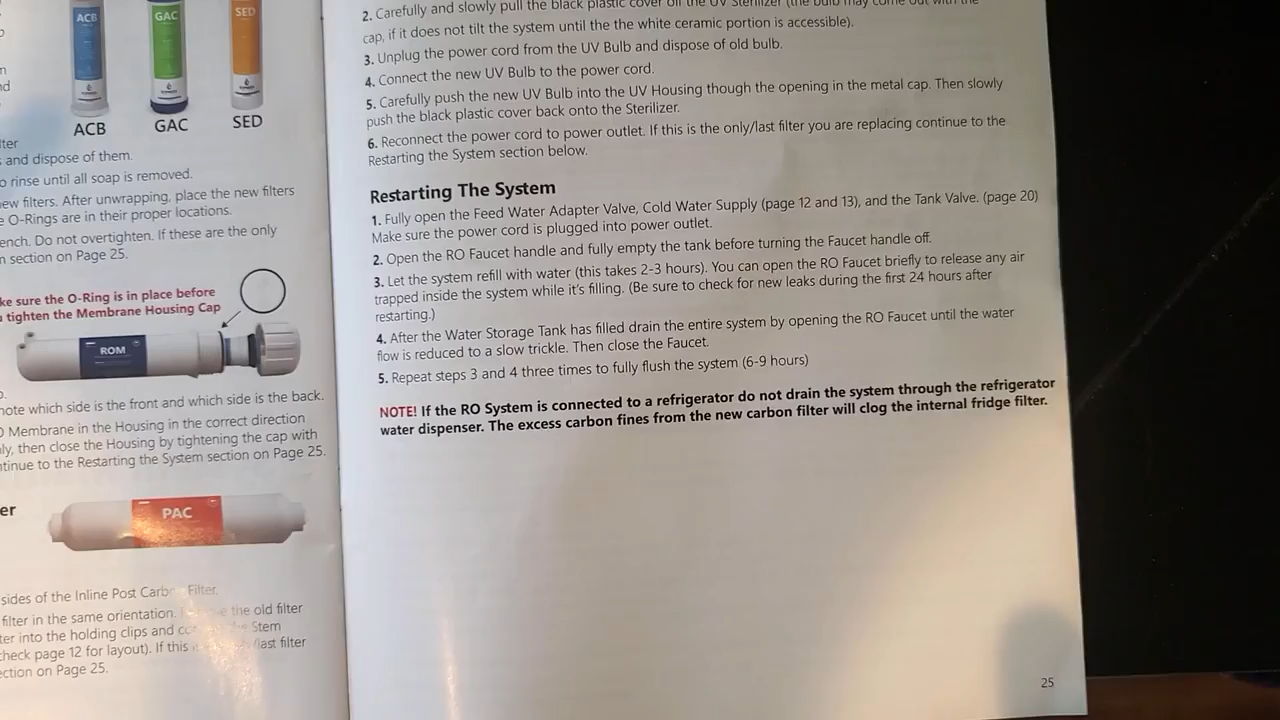 ACB
GAC
SED
ACB
GAC
SED
and dispose of them.
o rinse until all soap is removed.
ew filters. After unwrapping, place the new filters
e O-Rings are in their proper locations.
ench. Do not overtighten. If these are the only
n section on Page 25.
ke sure the O-Ring is in place before
tighten the Membrane Housing Cap
ROM
note which side is the front and which side is the back.
O Membrane in the Housing in the correct direction
ly, then close the Housing by tightening the cap with
ntinue to the Restarting the System section on Page 25.
er
PAC
sides of the Inline Post Carb Filter.
filter in the same orientation. the old filter
ter into the holding clips and Stem
check page 12 for layout). If this /last filter
ection on Page 25.
2. Carefully and slowly pull the black plastic cover off the UV Sterilizer (the bulb may come out with the
cap, if it does not tilt the system until the the white ceramic portion is accessible).
3. Unplug the power cord from the UV Bulb and dispose of old bulb.
4. Connect the new UV Bulb to the power cord.
5. Carefully push the new UV Bulb into the UV Housing though the opening in the metal cap. Then slowly
push the black plastic cover back onto the Sterilizer.
6. Reconnect the power cord to power outlet. If this is the only/last filter you are replacing continue to the
Restarting the System section below.
Restarting The System
1. Fully open the Feed Water Adapter Valve, Cold Water Supply (page 12 and 13), and the Tank Valve. (page 20)
Make sure the power cord is plugged into power outlet.
2. Open the RO Faucet handle and fully empty the tank before turning the Faucet handle off.
3. Let the system refill with water (this takes 2-3 hours). You can open the RO Faucet briefly to release any air
trapped inside the system while it's filling. (Be sure to check for new leaks during the first 24 hours after
restarting.)
4. After the Water Storage Tank has filled drain the entire system by opening the RO Faucet until the water
flow is reduced to a slow trickle. Then close the Faucet.
5. Repeat steps 3 and 4 three times to fully flush the system (6-9 hours)
NOTE! If the RO System is connected to a refrigerator do not drain the system through the refrigerator
water dispenser. The excess carbon fines from the new carbon filter will clog the internal fridge filter.
25